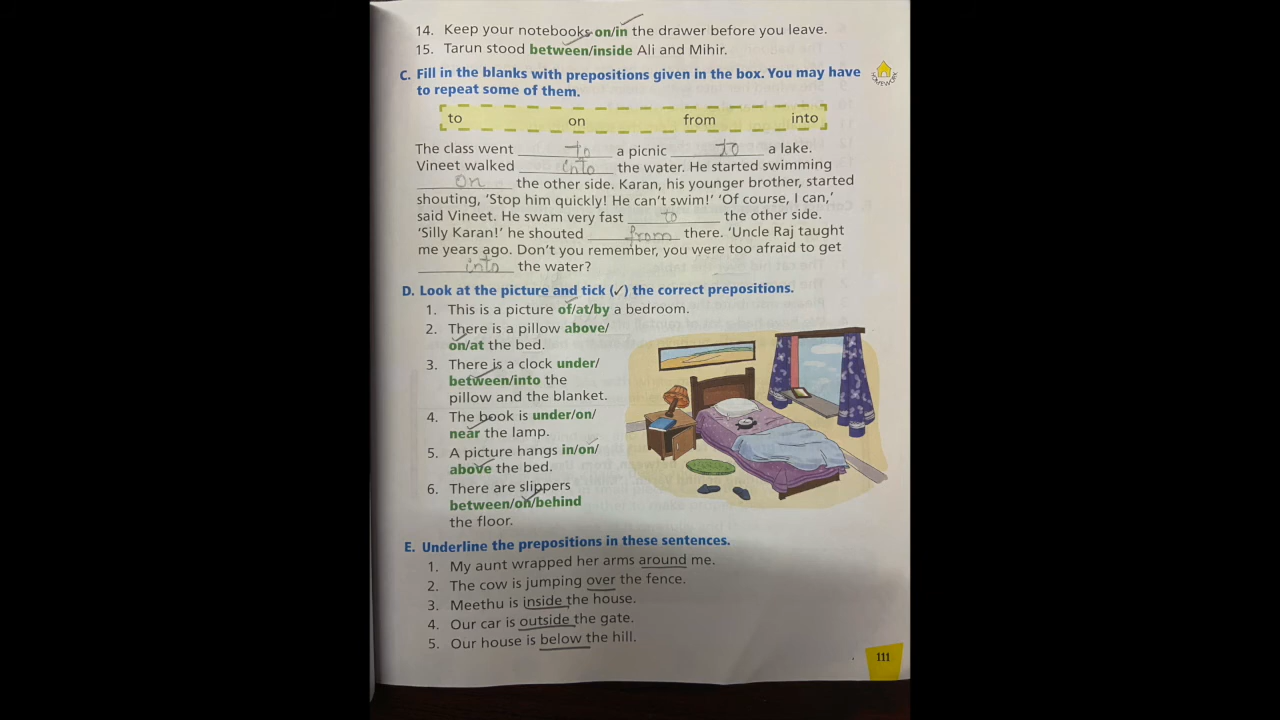 14. Keep your notebooks on/in the drawer before you leave.
15. Tarun stood between/inside Ali and Mihir.
C. Fill in the blanks with prepositions given in the box. You may have
to repeat some of them.
HOMEWORK
to on from into
The class went to a picnic to a lake.
Vineet walked into the water. He started swimming
on the other side. Karan, his younger brother, started
shouting, ‘Stop him quickly! He can’t swim!’ ‘Of course, I can,’
said Vineet. He swam very fast to the other side.
‘Silly Karan!’ he shouted from there. ‘Uncle Raj taught
me years ago. Don’t you remember, you were too afraid to get
into the water?
D. Look at the picture and tick (✓) the correct prepositions.
1. This is a picture of/at/by a bedroom.
2. There is a pillow above/
on/at the bed.
3. There is a clock under/
between/into the
pillow and the blanket.
4. The book is under/on/
near the lamp.
5. A picture hangs in/on/
above the bed.
6. There are slippers
between/on/behind
the floor.
E. Underline the prepositions in these sentences.
1. My aunt wrapped her arms around me.
2. The cow is jumping over the fence.
3. Meethu is inside the house.
4. Our car is outside the gate.
5. Our house is below the hill.
111